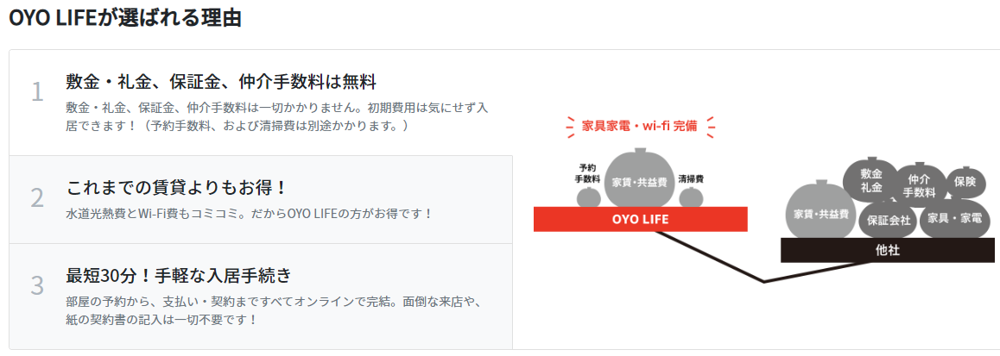 OYO LIFEが選ばれる理由
1
敷金・礼金、保証金、仲介手数料は無料
敷金・礼金、保証金、仲介手数料は一切かかりません。初期費用は気にせず入
居できます！（予約手数料、および清掃費は別途かかります。）
2
これまでの賃貸よりもお得！
水道光熱費とWi-Fi費もコミコミ。だからOYO LIFEの方がお得です！
3
最短30分！手軽な入居手続き
部屋の予約から、支払い・契約まですべてオンラインで完結。面倒な来店や、
紙の契約書の記入は一切不要です！
家具家電・wi-fi 完備
予約
手数料
家賃・共益費
清掃費
OYO LIFE
敷金
礼金
仲介
手数料
保険
家賃・共益費
保証会社
家具・家電
他社